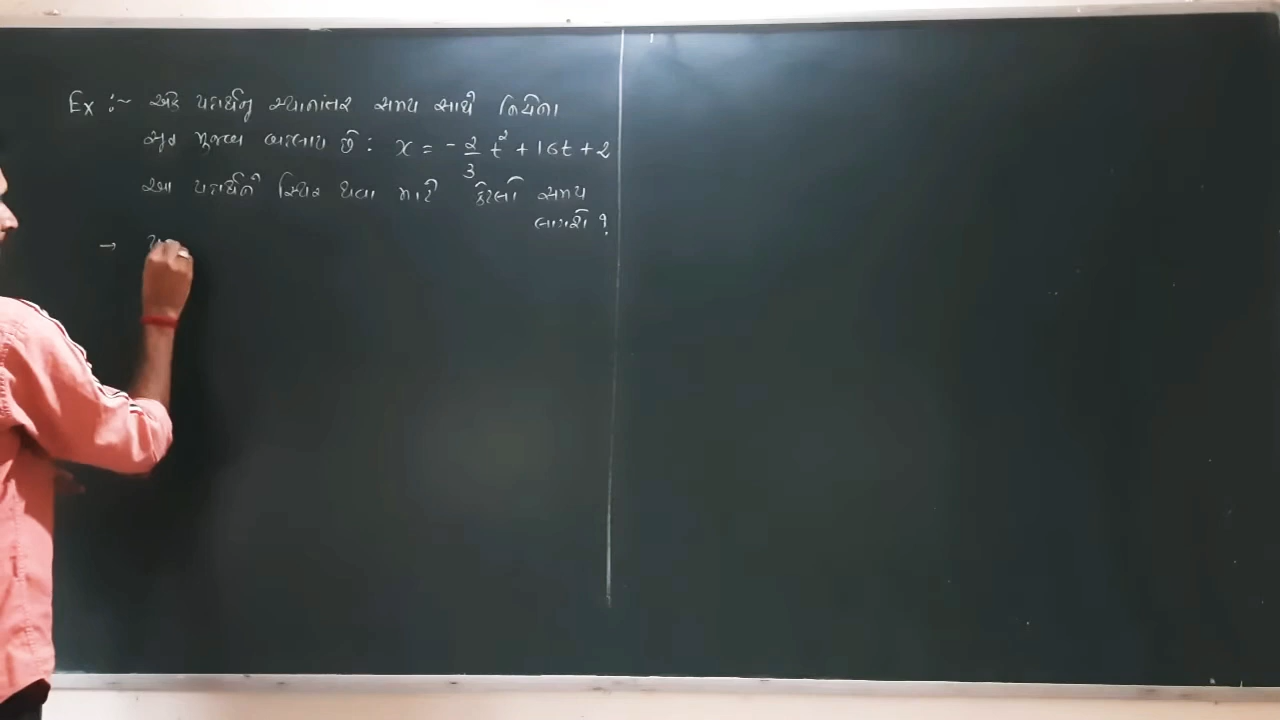 Ex :~ એક પદાર્થનું સ્થાનાંતર સમય સાથે નિચેના
સુત્ર મુજબ બદલાય છે : x = - 2/3 t² + 16t + 2
આ પદાર્થને સ્થિર થવા માટે કેટલો સમય
લાગશે ?
→